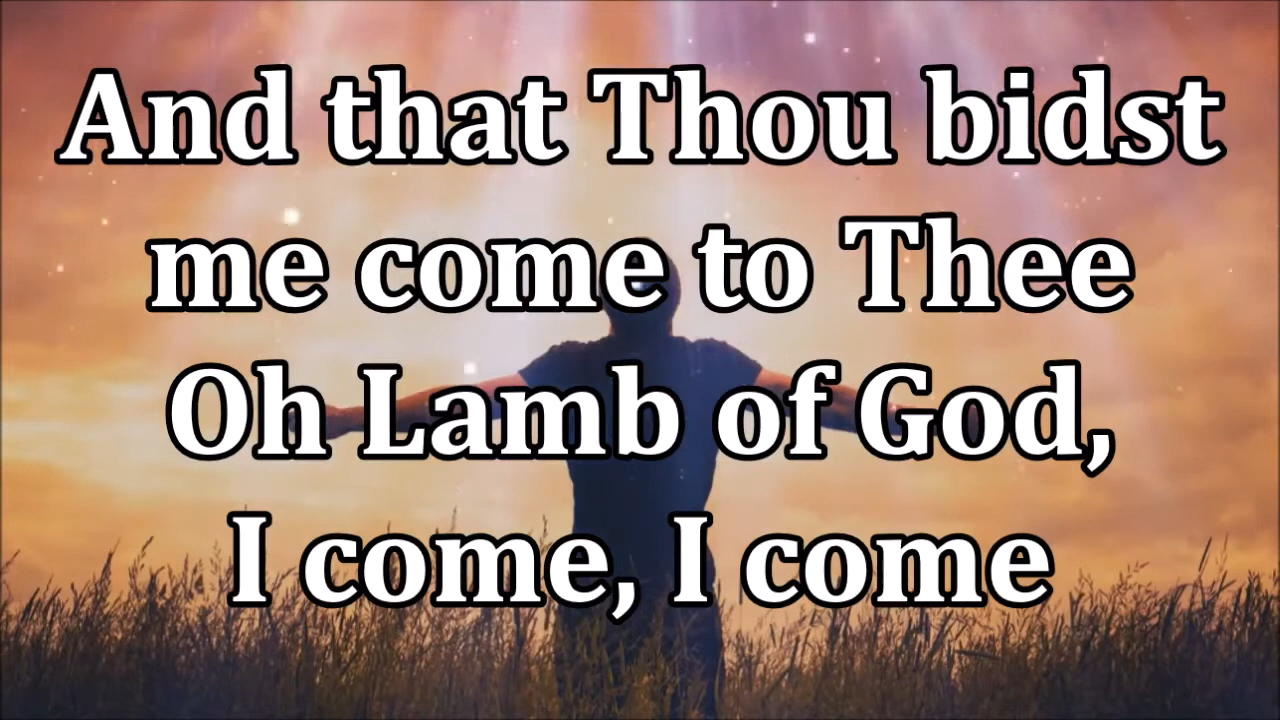 And that Thou bidst
me come to Thee
Oh Lamb of God,
I come, I come